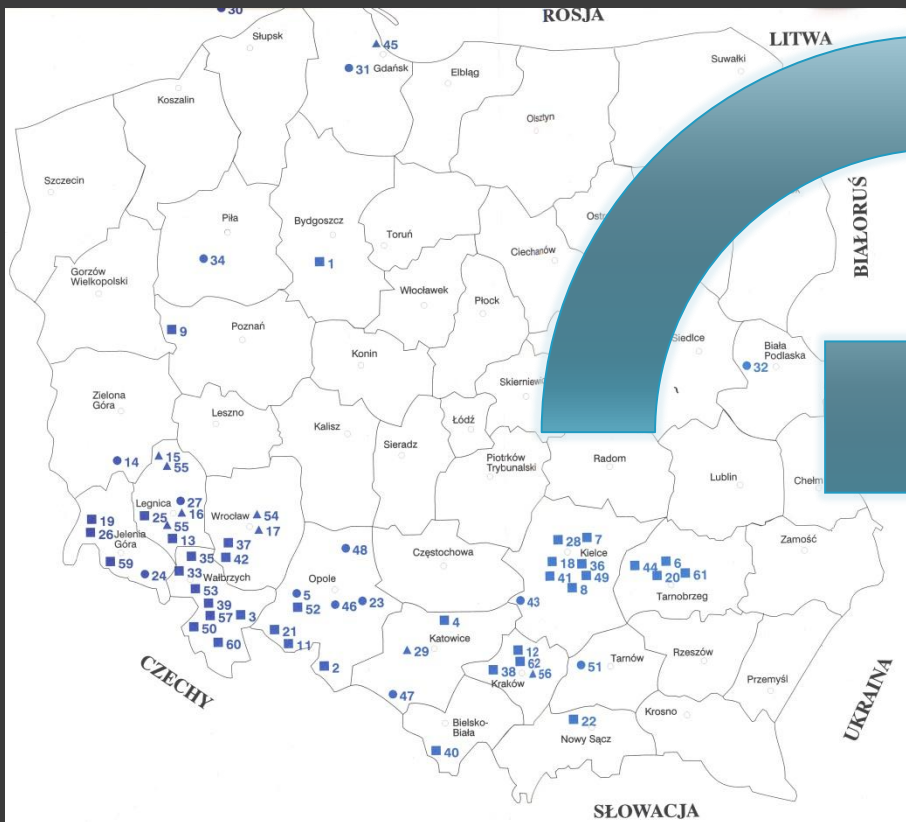 30
ROSJA
LITWA
Słupsk
45
31
Gdańsk
Elbląg
Suwałki
Koszalin
Olsztyn
Szczecin
BIAŁORUŚ
Piła
Bydgoszcz
Toruń
Ciechanów
34
1
Gorzów
Wielkopolski
Włocławek
Płock
9
Poznań
Konin
Siedlce
Biała
Podlaska
32
Skierniewi
Zielona
Góra
Leszno
Kalisz
Łódź
Sieradz
Piotrków
Trybunalski
Radom
Lublin
Chełm
14
15
55
27
Legnica
25
16
55
13
Wrocław
54
17
19
26
Jelenia
Góra
37
42
48
Częstochowa
28
7
Kielce
Zamość
59
24
35
33
Wałbrzych
Opole
18
36
41
49
8
44
6
20
61
Tarnobrzeg
53
39
57
3
50
60
5
52
46
23
43
21
11
2
4
Katowice
29
12
62
38
56
Kraków
51
Tarnów
Rzeszów
Przemyśl
CZECHY
47
Bielsko-
Biała
40
22
Nowy Sącz
Krosno
UKRAINA
SŁOWACJA